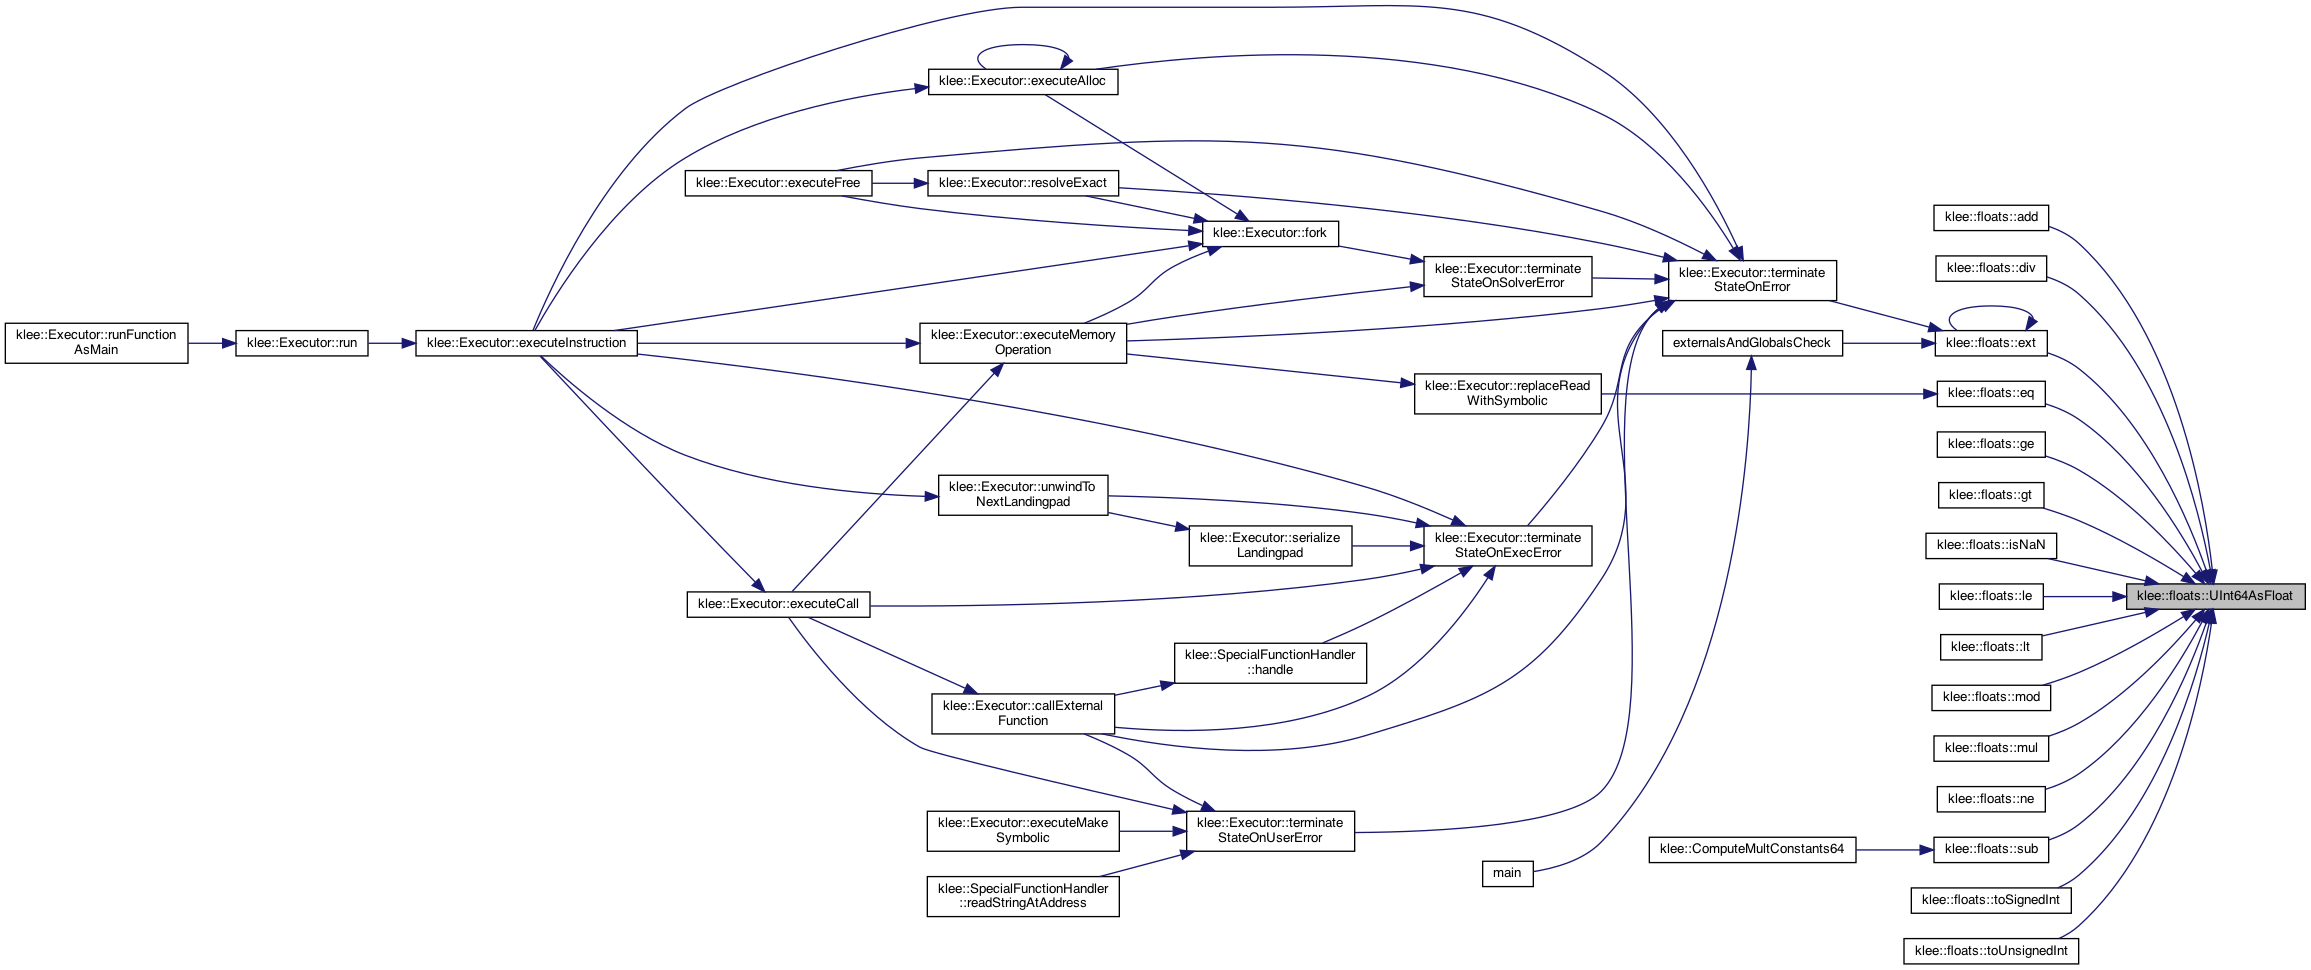 klee::Executor::executeAlloc
klee::Executor::executeFree
klee::Executor::resolveExact
klee::floats::add
klee::Executor::fork
klee::Executor::terminate
StateOnSolverError
klee::Executor::terminate
StateOnError
klee::floats::div
klee::Executor::runFunction
AsMain
klee::Executor::run
klee::Executor::executeInstruction
klee::Executor::executeMemory
Operation
externalsAndGlobalsCheck
klee::floats::ext
klee::Executor::replaceRead
WithSymbolic
klee::floats::eq
klee::floats::ge
klee::Executor::unwindTo
NextLandingpad
klee::floats::gt
klee::Executor::serialize
Landingpad
klee::Executor::terminate
StateOnExecError
klee::floats::isNaN
klee::Executor::executeCall
klee::floats::le
klee::floats::UInt64AsFloat
klee::floats::lt
klee::SpecialFunctionHandler
::handle
klee::floats::mod
klee::Executor::callExternal
Function
klee::floats::mul
klee::floats::ne
klee::Executor::executeMake
Symbolic
klee::Executor::terminate
StateOnUserError
klee::ComputeMultConstants64
klee::floats::sub
main
klee::SpecialFunctionHandler
::readStringAtAddress
klee::floats::toSignedInt
klee::floats::toUnsignedInt